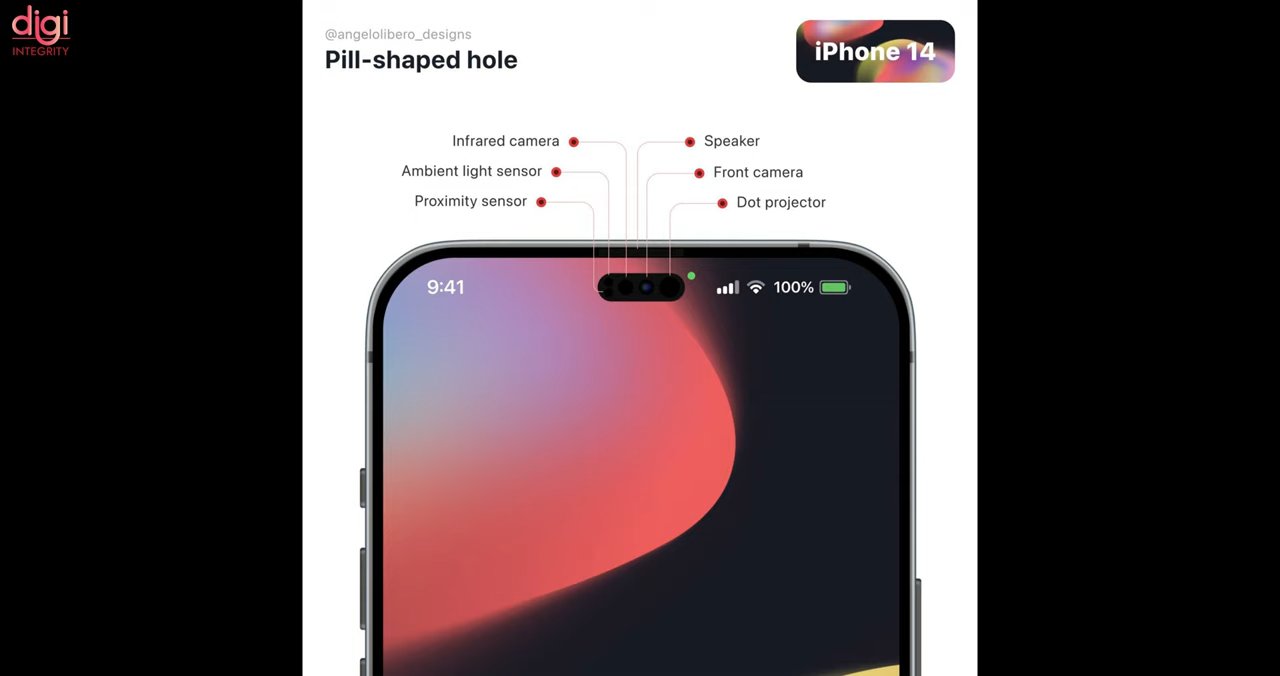 digi
INTEGRITY
@angelolibero_designs
Pill-shaped hole
iPhone 14
Infrared camera
Speaker
Ambient light sensor
Front camera
Proximity sensor
Dot projector
9:41
100%